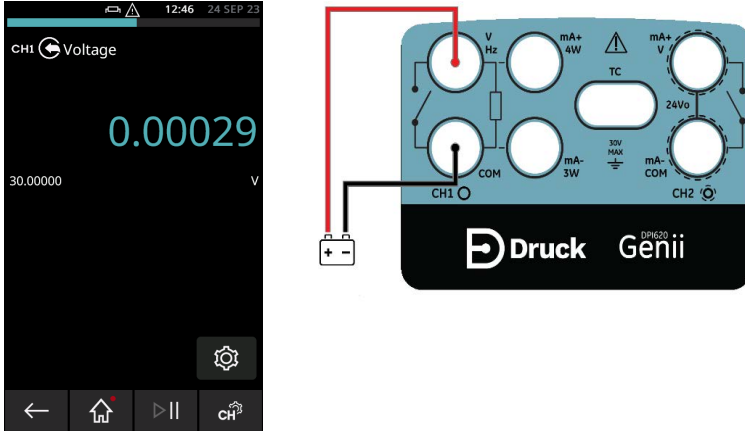 12:46 24 SEP 23
CH1 Voltage
0.00029
30.00000 V
CH
V
Hz
mA+
4W
TC
mA+
V
24Vo
30V
MAX
COM
mA-
3W
mA-
COM
CH1
CH2
+ -
Druck
DPI620
Genii